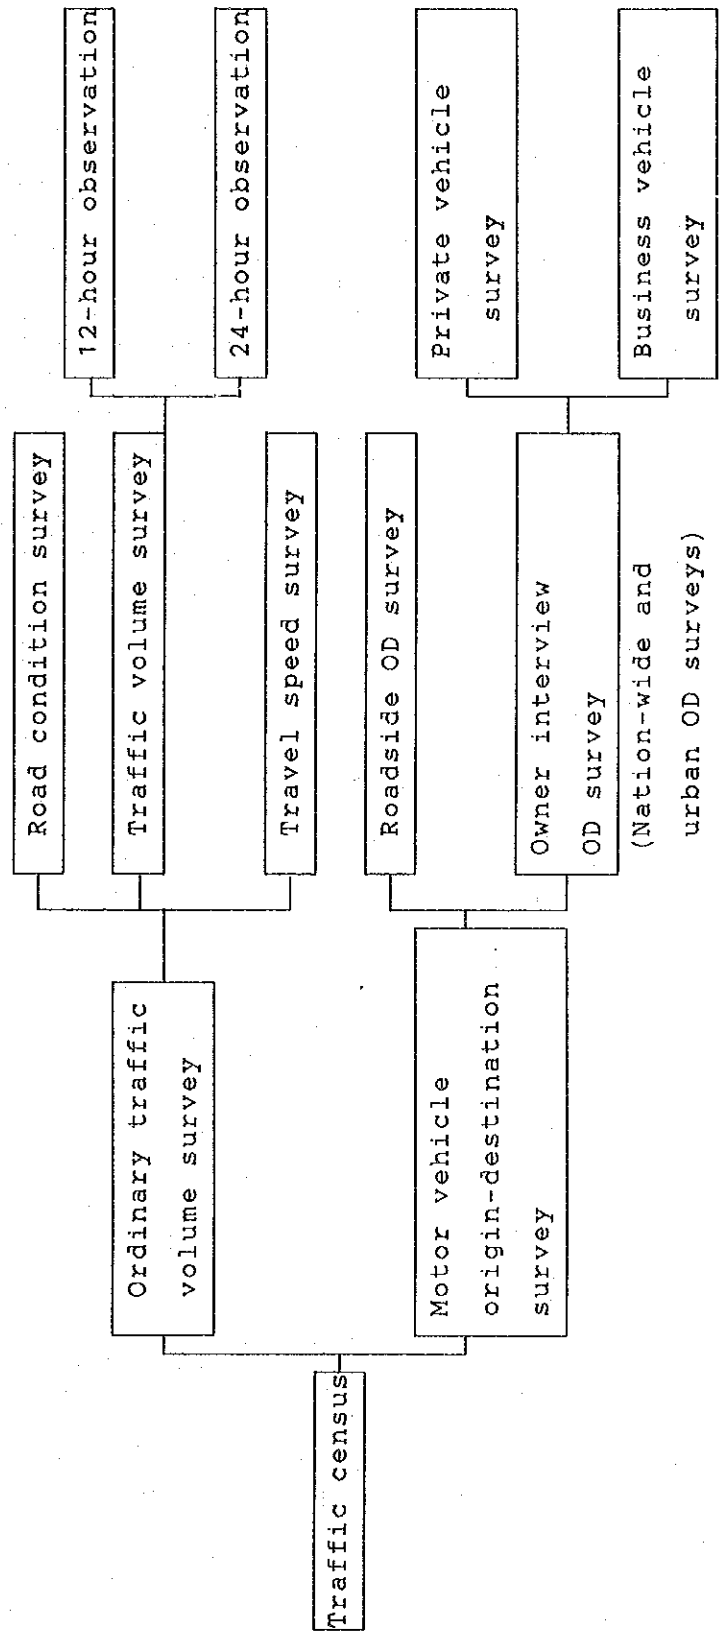 Traffic census
Ordinary traffic
volume survey
Motor vehicle
origin-destination
survey
Road condition survey
Traffic volume survey
Travel speed survey
Roadside OD survey
Owner interview
OD survey
(Nation-wide and
urban OD surveys)
12-hour observation
24-hour observation
Private vehicle
survey
Business vehicle
survey